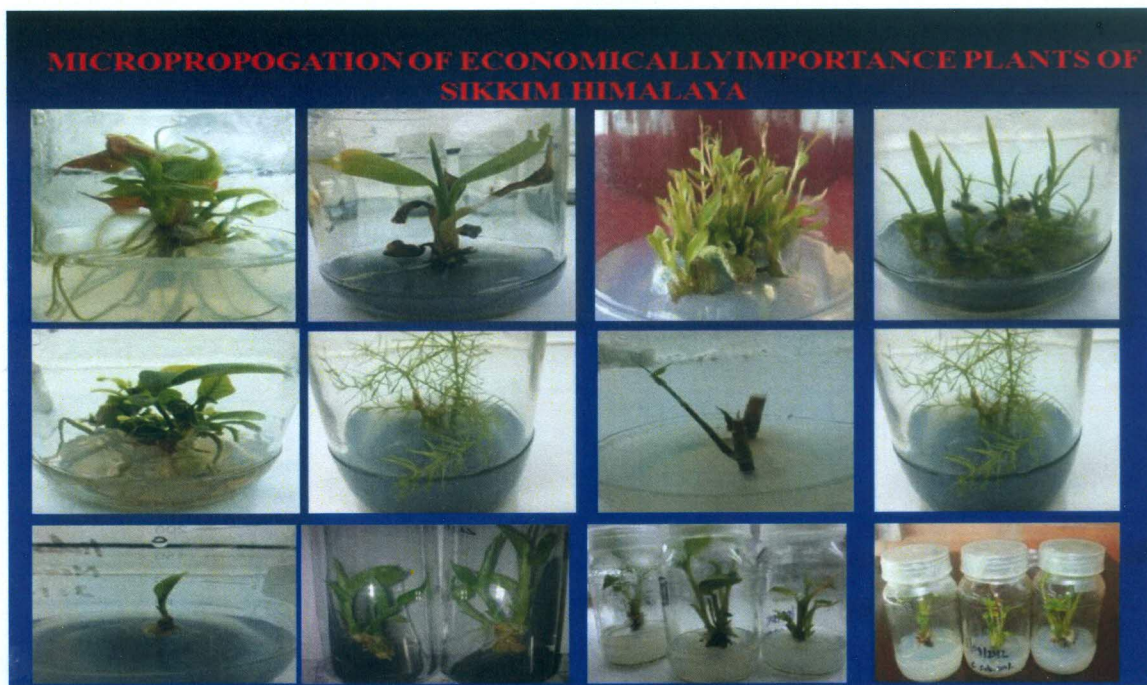 MICROPROPOGATION OF ECONOMICALLY IMPORTANCE PLANTS OF
SIKKIM HIMALAYA